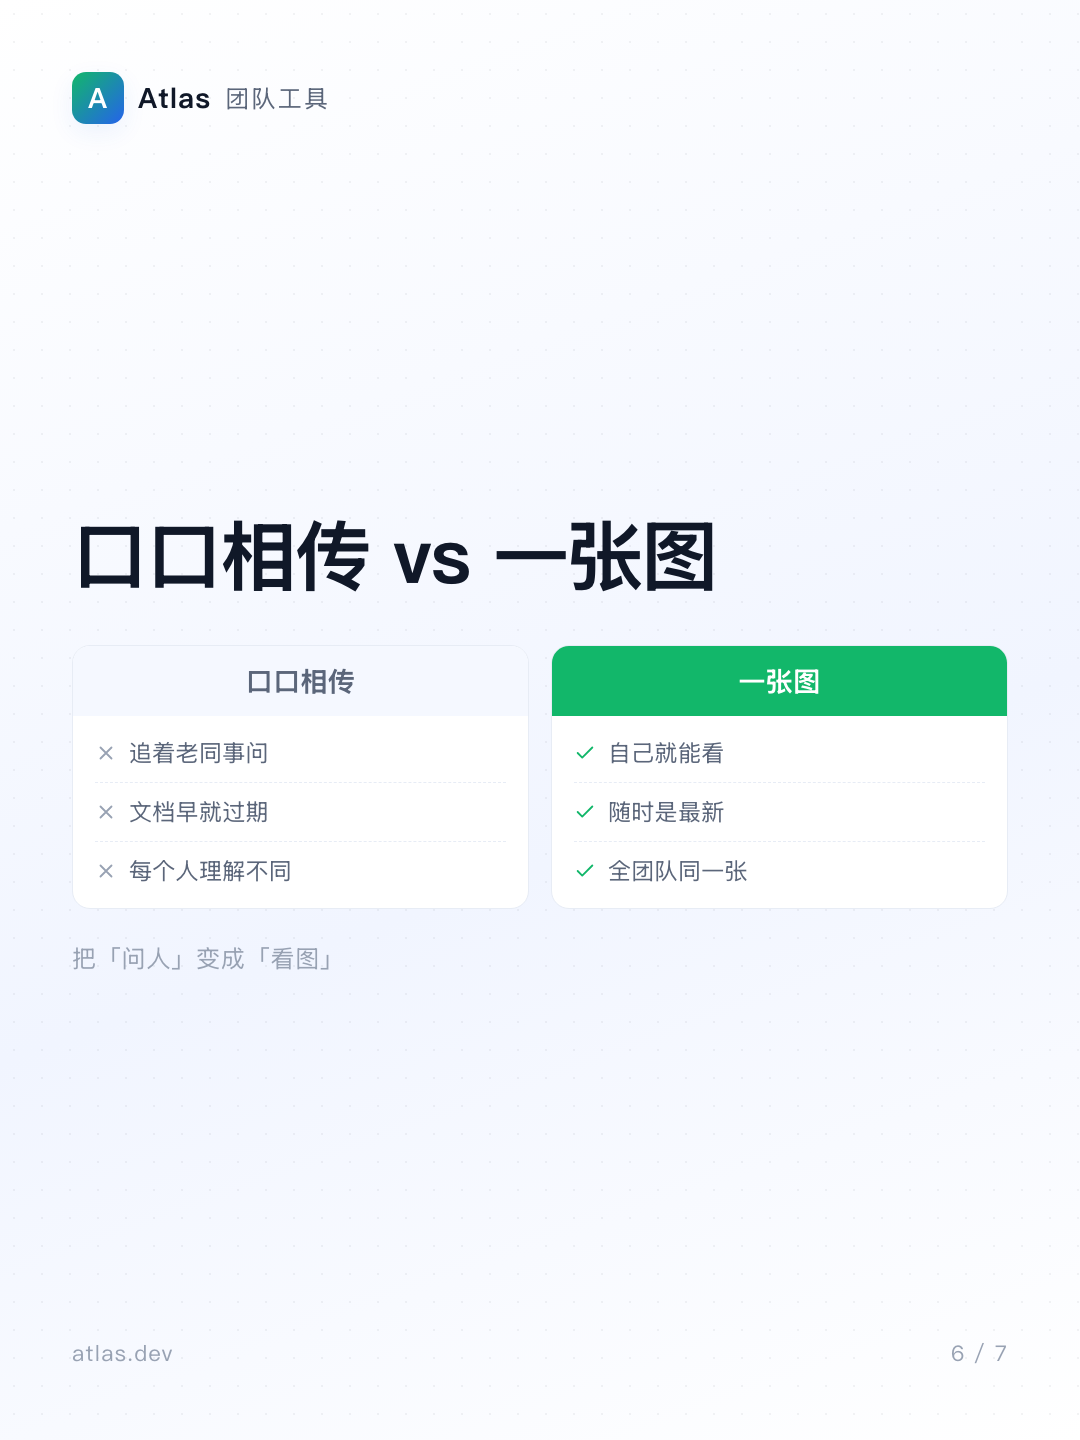 A Atlas 团队工具
口口相传 vs 一张图
口口相传
追着老同事问
文档早就过期
每个人理解不同
一张图
自己就能看
随时是最新
全团队同一张
把「问人」变成「看图」
atlas.dev
6 / 7